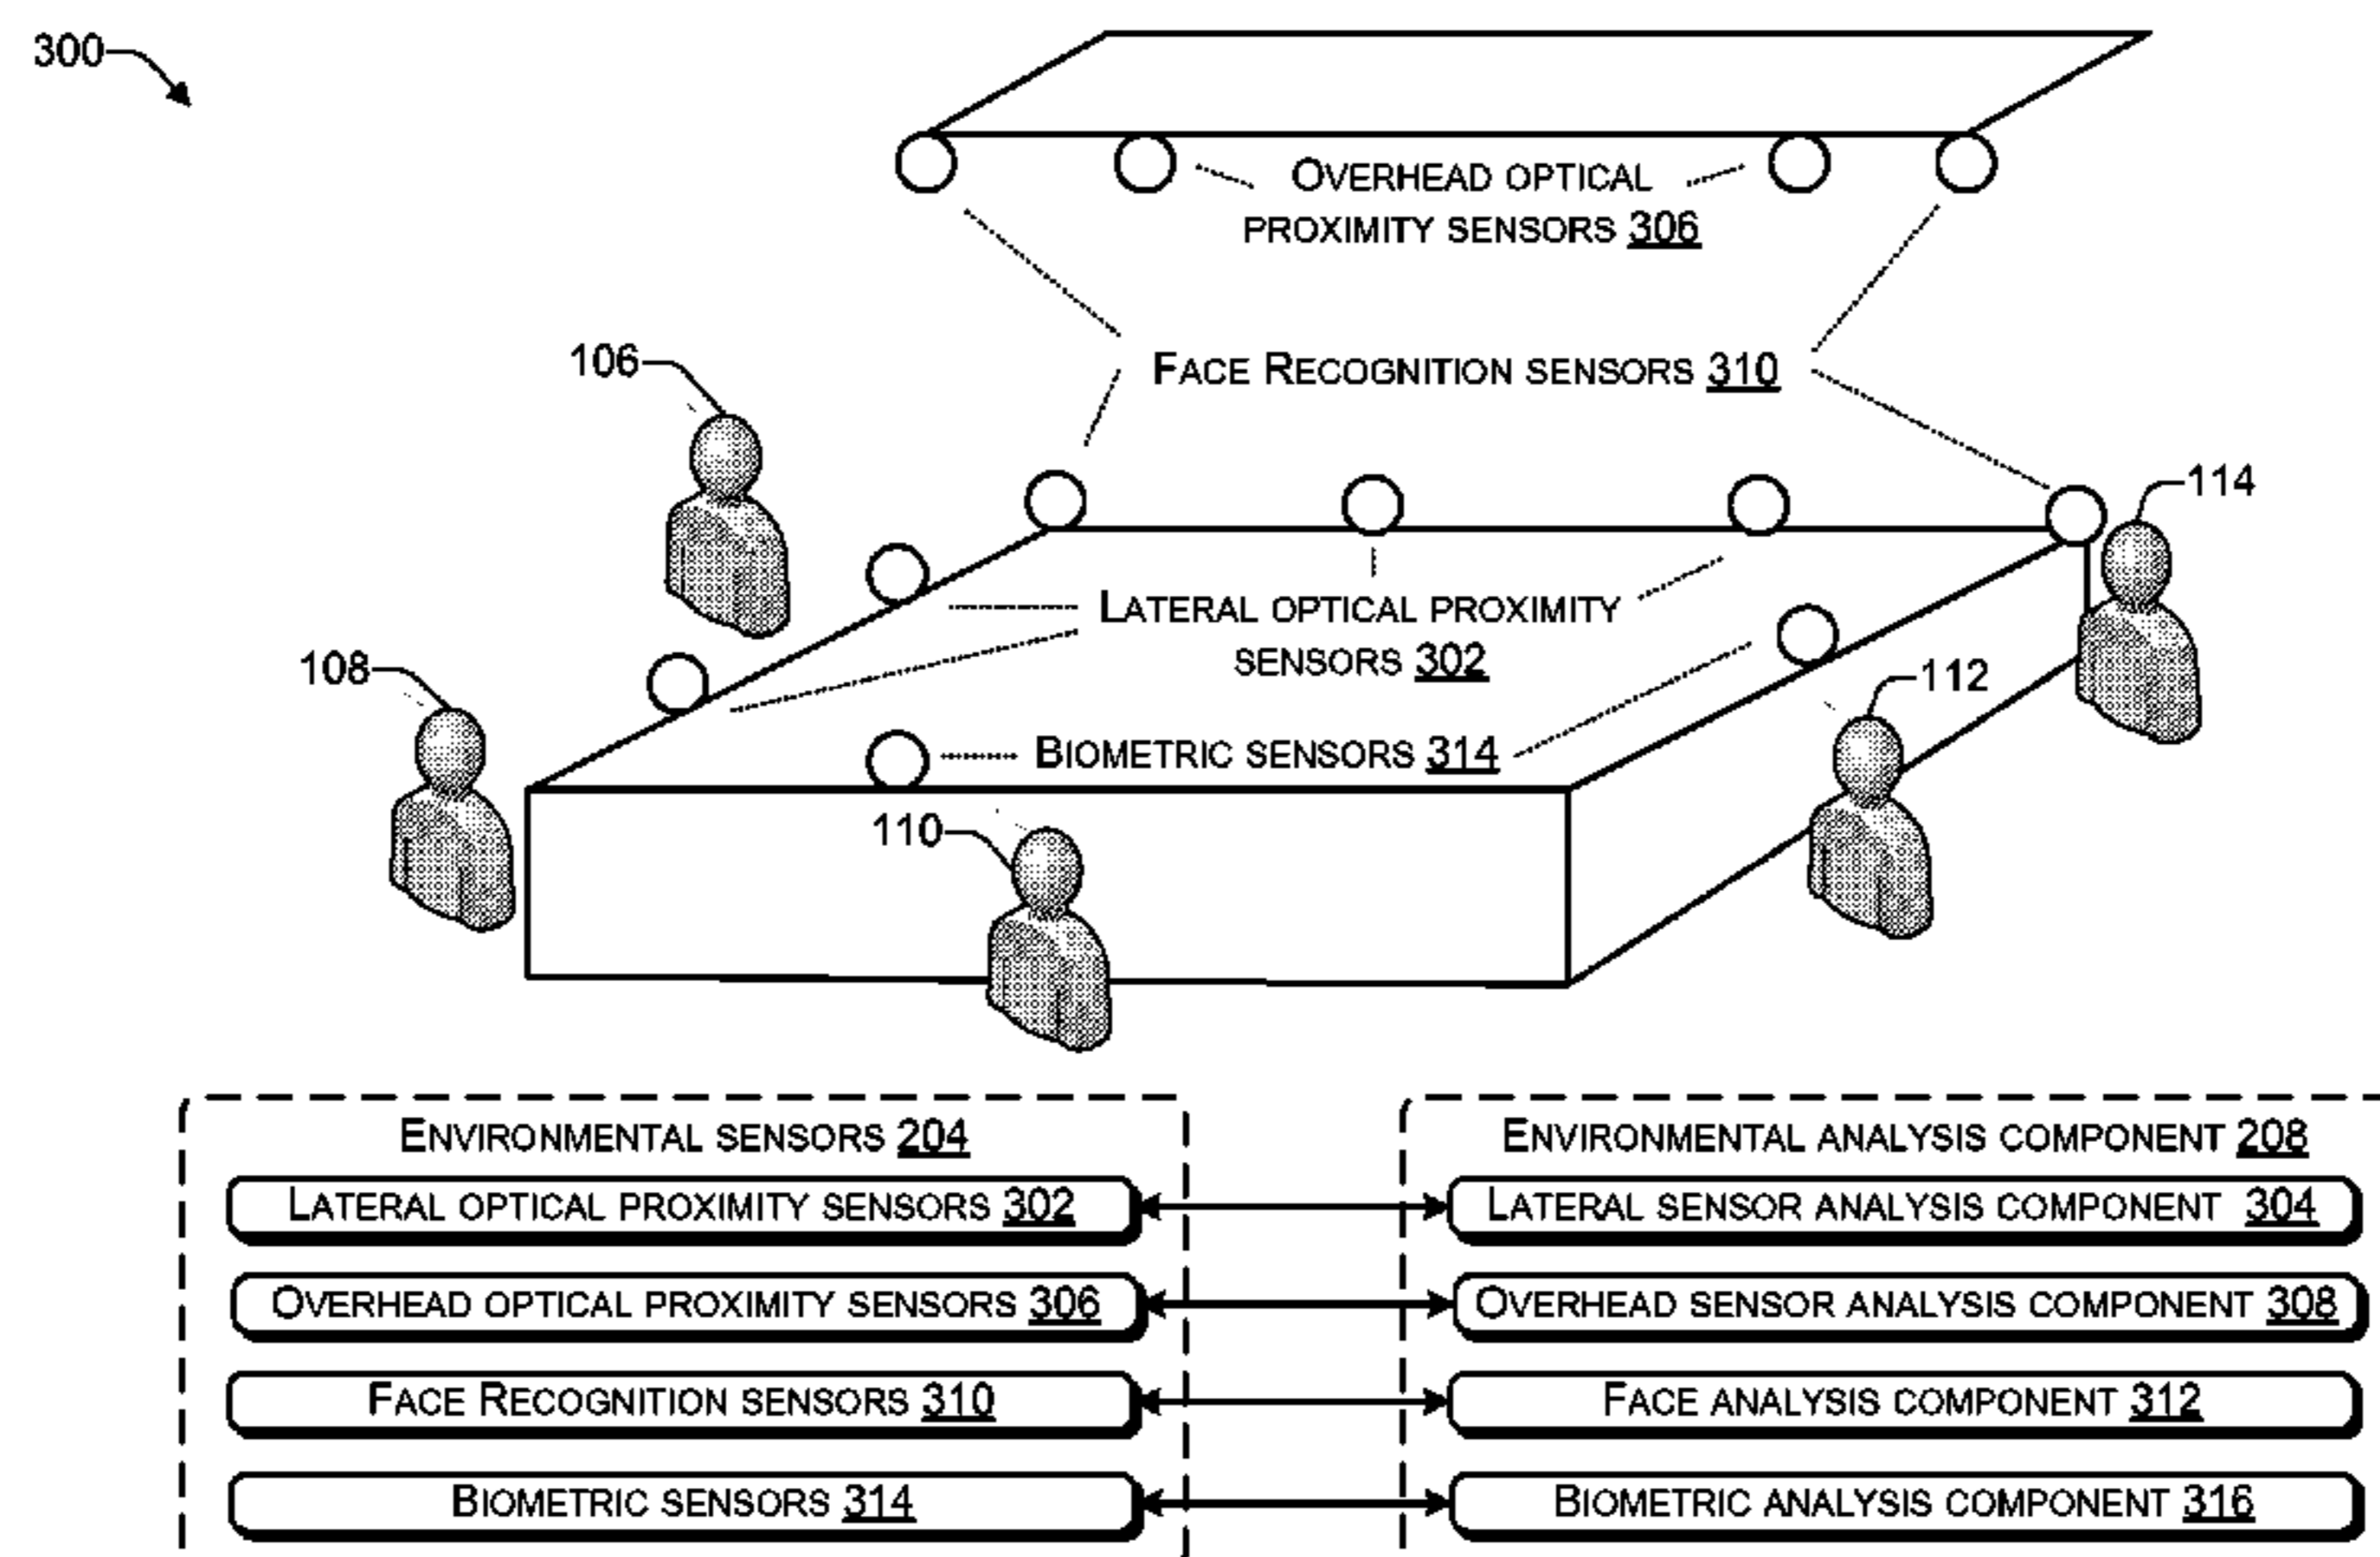 300
OVERHEAD OPTICAL
PROXIMITY SENSORS 306
106
FACE RECOGNITION SENSORS 310
114
LATERAL OPTICAL PROXIMITY
SENSORS 302
108
112
BIOMETRIC SENSORS 314
110
ENVIRONMENTAL SENSORS 204
LATERAL OPTICAL PROXIMITY SENSORS 302
OVERHEAD OPTICAL PROXIMITY SENSORS 306
FACE RECOGNITION SENSORS 310
BIOMETRIC SENSORS 314
ENVIRONMENTAL ANALYSIS COMPONENT 208
LATERAL SENSOR ANALYSIS COMPONENT 304
OVERHEAD SENSOR ANALYSIS COMPONENT 308
FACE ANALYSIS COMPONENT 312
BIOMETRIC ANALYSIS COMPONENT 316